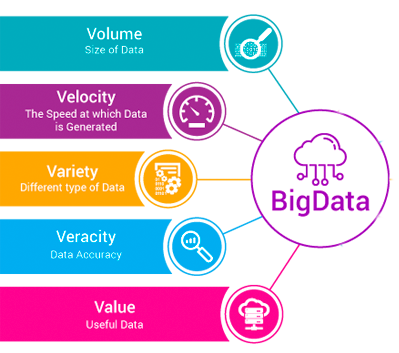 Volume
Size of Data
Velocity
The Speed at which Data
is Generated
Variety
Different type of Data
Veracity
Data Accuracy
Value
Useful Data
BigData